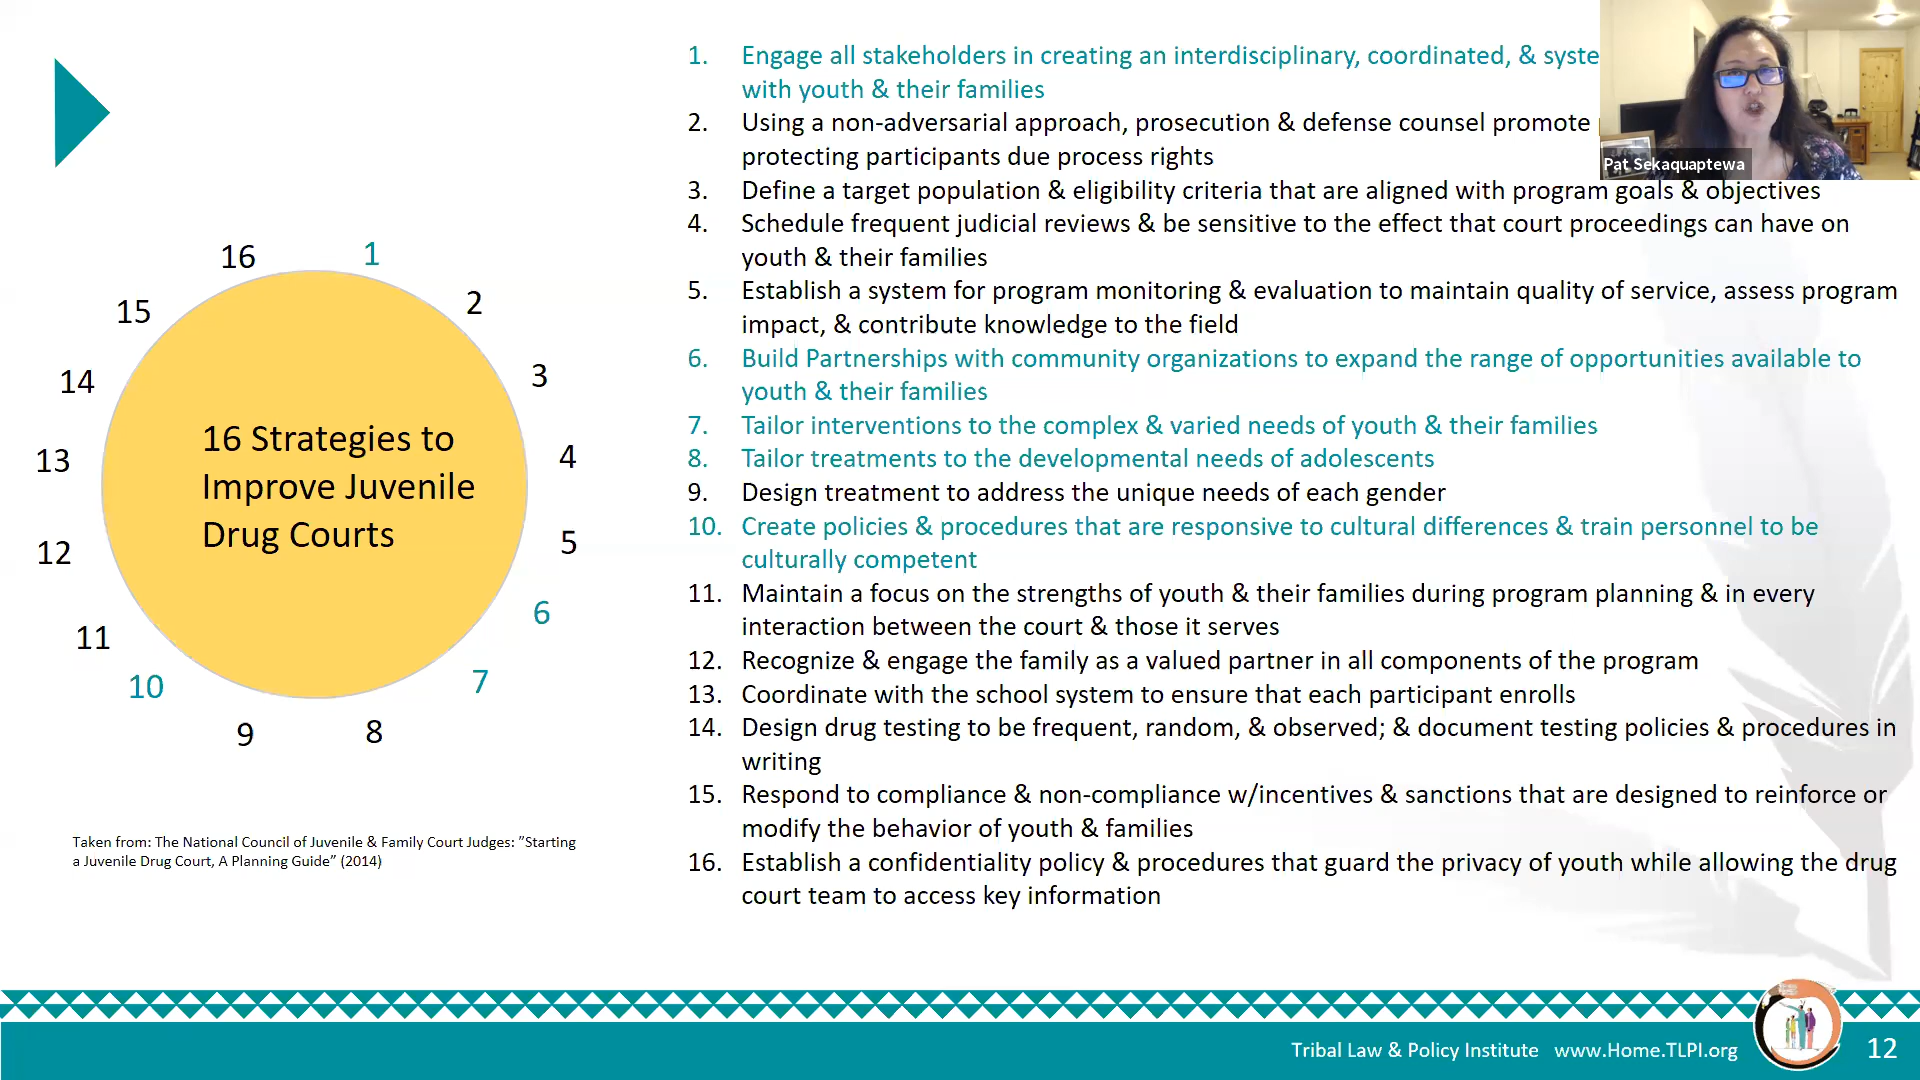 1. Engage all stakeholders in creating an interdisciplinary, coordinated, & syste
with youth & their families
2. Using a non-adversarial approach, prosecution & defense counsel promote
protecting participants due process rights
3. Define a target population & eligibility criteria that are aligned with program goals & objectives
4. Schedule frequent judicial reviews & be sensitive to the effect that court proceedings can have on
youth & their families
5. Establish a system for program monitoring & evaluation to maintain quality of service, assess program
impact, & contribute knowledge to the field
6. Build Partnerships with community organizations to expand the range of opportunities available to
youth & their families
7. Tailor interventions to the complex & varied needs of youth & their families
8. Tailor treatments to the developmental needs of adolescents
9. Design treatment to address the unique needs of each gender
10. Create policies & procedures that are responsive to cultural differences & train personnel to be
culturally competent
11. Maintain a focus on the strengths of youth & their families during program planning & in every
interaction between the court & those it serves
12. Recognize & engage the family as a valued partner in all components of the program
13. Coordinate with the school system to ensure that each participant enrolls
14. Design drug testing to be frequent, random, & observed; & document testing policies & procedures in
writing
15. Respond to compliance & non-compliance w/incentives & sanctions that are designed to reinforce or
modify the behavior of youth & families
16. Establish a confidentiality policy & procedures that guard the privacy of youth while allowing the drug
court team to access key information
Pat Sekaquaptewa
16 Strategies to
Improve Juvenile
Drug Courts
1
2
3
4
5
6
7
8
9
10
11
12
13
14
15
16
Taken from: The National Council of Juvenile & Family Court Judges: ”Starting
a Juvenile Drug Court, A Planning Guide” (2014)
Tribal Law & Policy Institute www.Home.TLPI.org
12